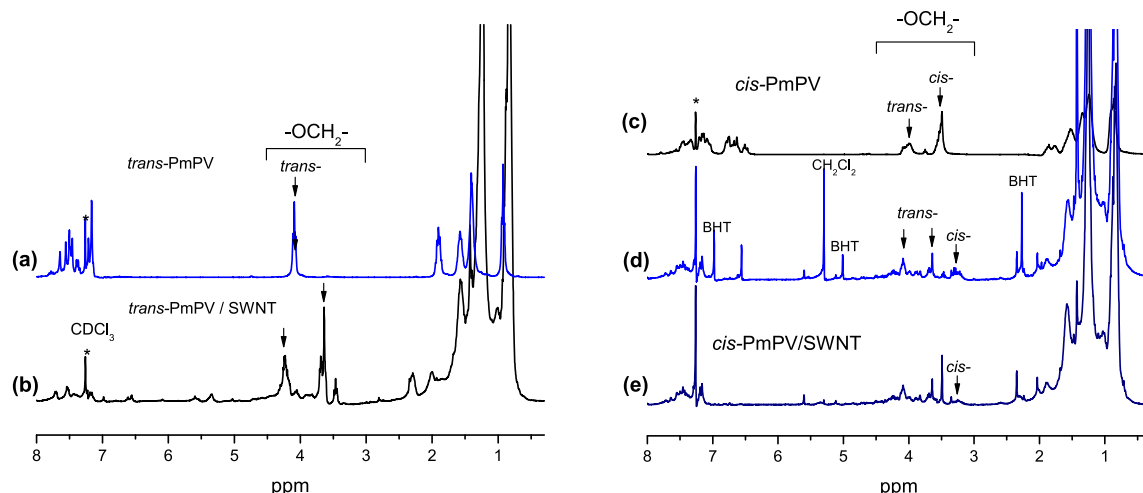 -OCH₂-
trans-PmPV
trans-
*
(a)
trans-PmPV / SWNT
CDCl₃
*
(b)
8 7 6 5 4 3 2 1
ppm
-OCH₂-
cis-PmPV
cis-
trans-
*
(c)
CH₂Cl₂
BHT
BHT
BHT
trans-
cis-
(d)
cis-PmPV/SWNT
cis-
(e)
8 7 6 5 4 3 2 1
ppm